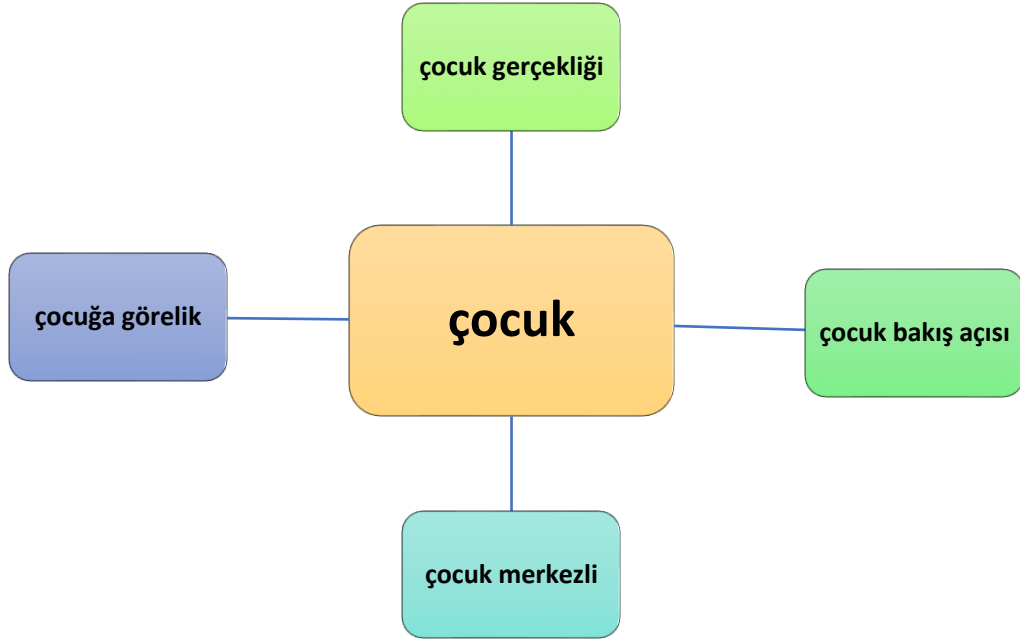 çocuk gerçekliği
çocuğa görelik
çocuk
çocuk bakış açısı
çocuk merkezli